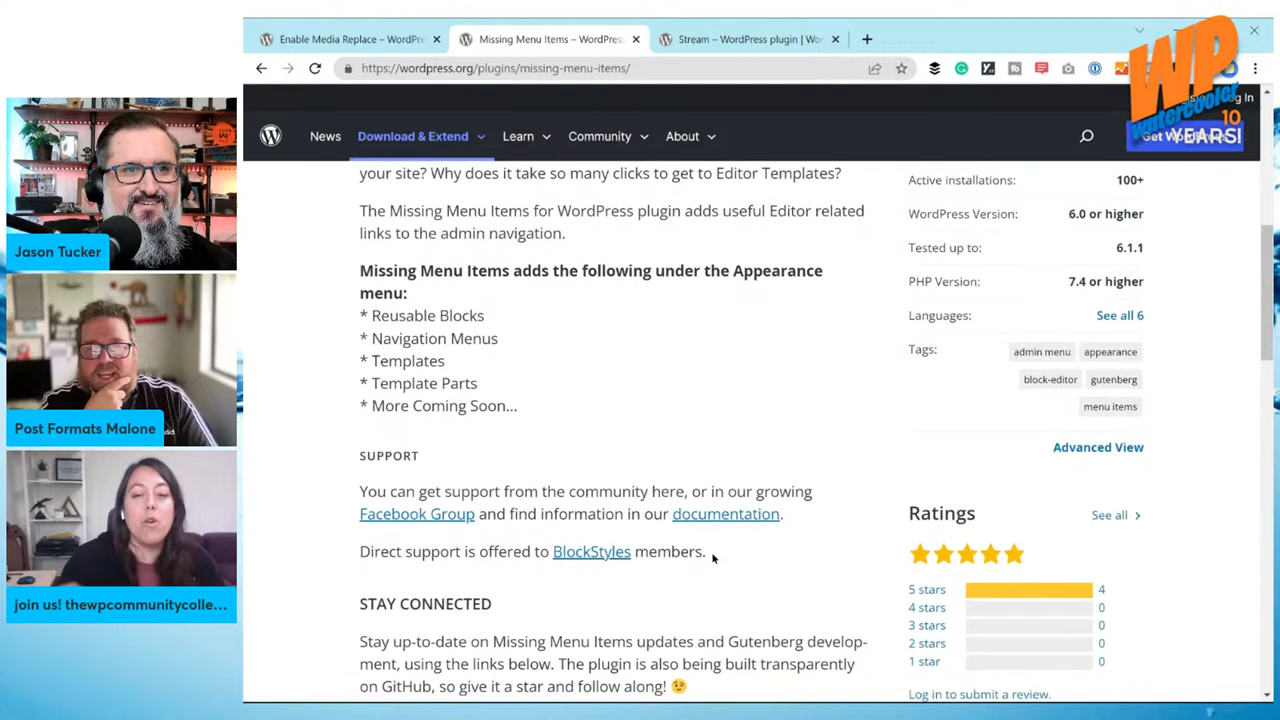 Enable Media Replace – WordPre
Missing Menu Items – WordPress
Stream – WordPress plugin | Wo
https://wordpress.org/plugins/missing-menu-items/
WP
watercooler
10
YEARS!
Log In
News
Download & Extend
Learn
Community
About
Get WordPress
your site? Why does it take so many clicks to get to Editor Templates?
The Missing Menu Items for WordPress plugin adds useful Editor related
links to the admin navigation.
Missing Menu Items adds the following under the Appearance
menu:
* Reusable Blocks
* Navigation Menus
* Templates
* Template Parts
* More Coming Soon...
SUPPORT
You can get support from the community here, or in our growing
Facebook Group and find information in our documentation.
Direct support is offered to BlockStyles members.
STAY CONNECTED
Stay up-to-date on Missing Menu Items updates and Gutenberg develop-
ment, using the links below. The plugin is also being built transparently
on GitHub, so give it a star and follow along! 😉
Active installations: 100+
WordPress Version: 6.0 or higher
Tested up to: 6.1.1
PHP Version: 7.4 or higher
Languages: See all 6
Tags: admin menu appearance
block-editor gutenberg
menu items
Advanced View
Ratings See all
5 stars 4
4 stars 0
3 stars 0
2 stars 0
1 star 0
Log in to submit a review.
Jason Tucker
Post Formats Malone
join us! thewpcommunitycolle...